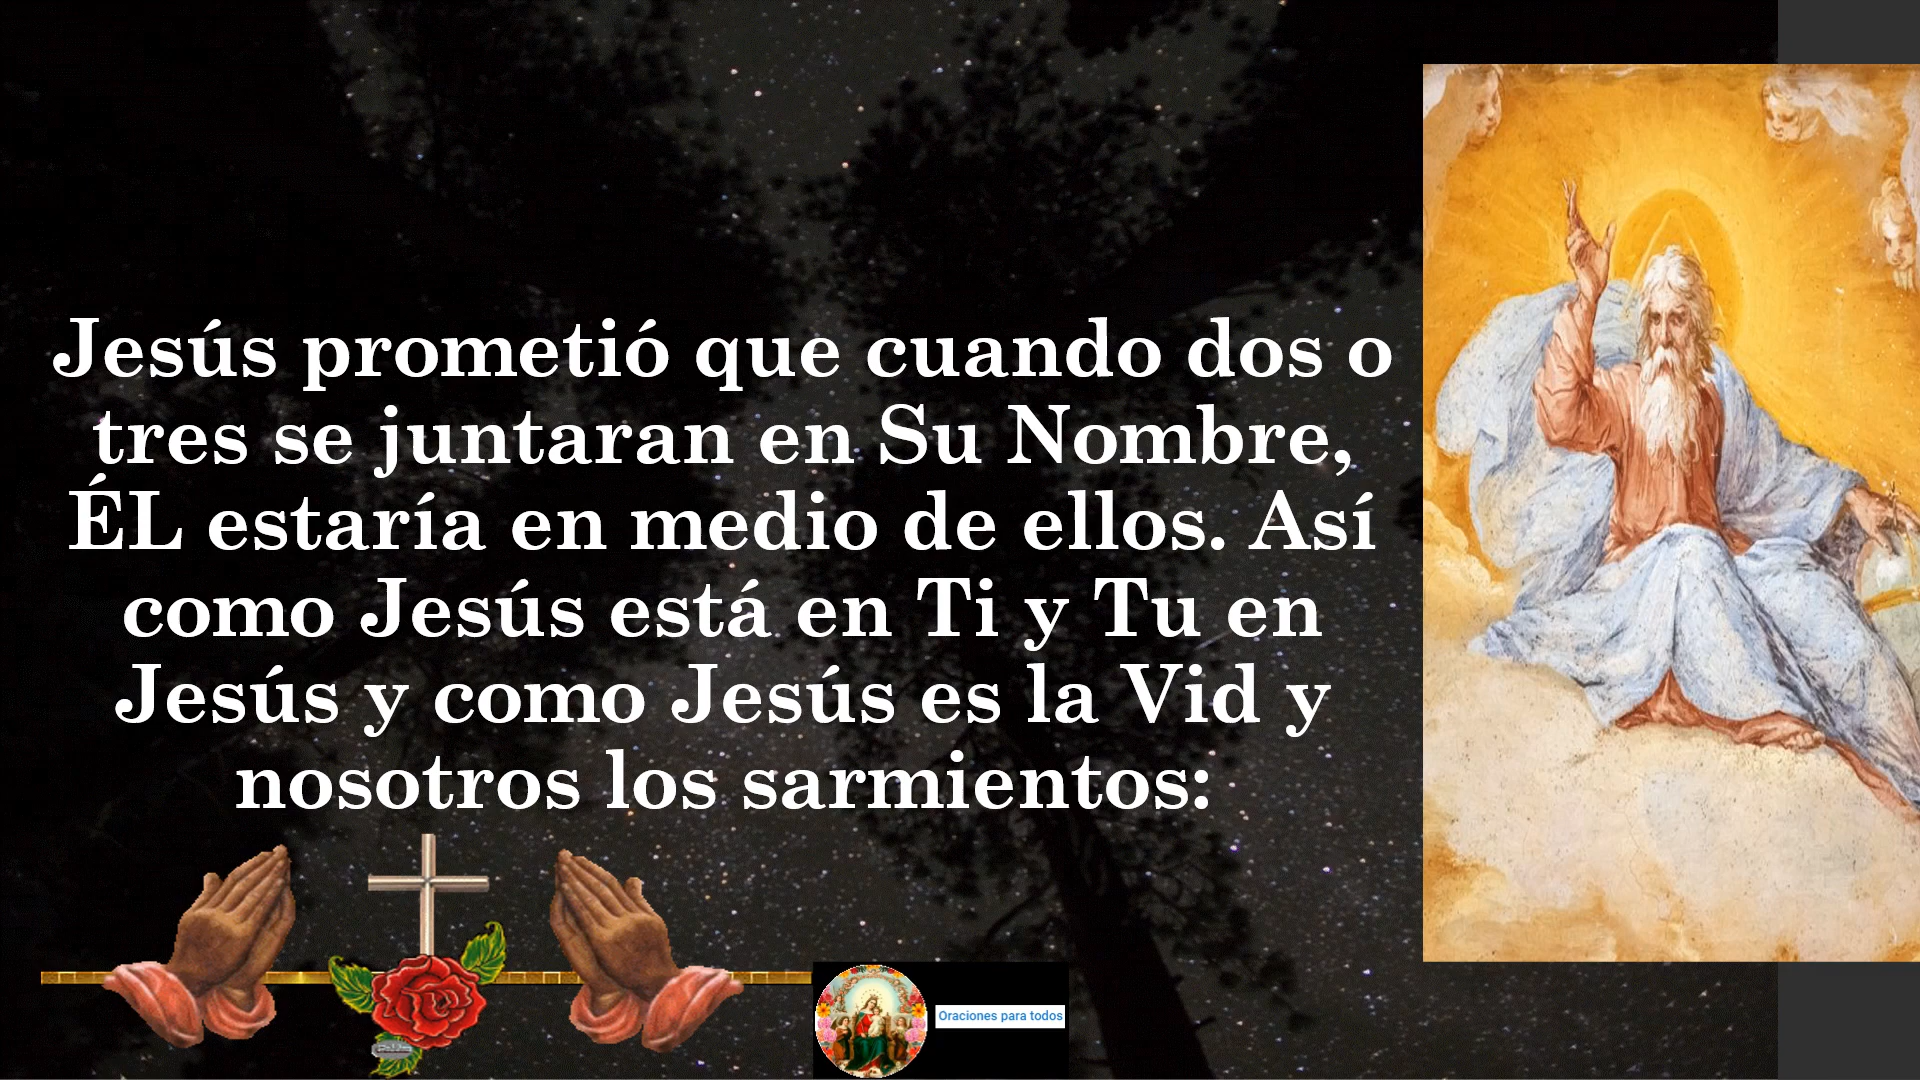 Jesús prometió que cuando dos o
tres se juntaran en Su Nombre,
ÉL estaría en medio de ellos. Así
como Jesús está en Ti y Tu en
Jesús y como Jesús es la Vid y
nosotros los sarmientos:
Oraciones para todos